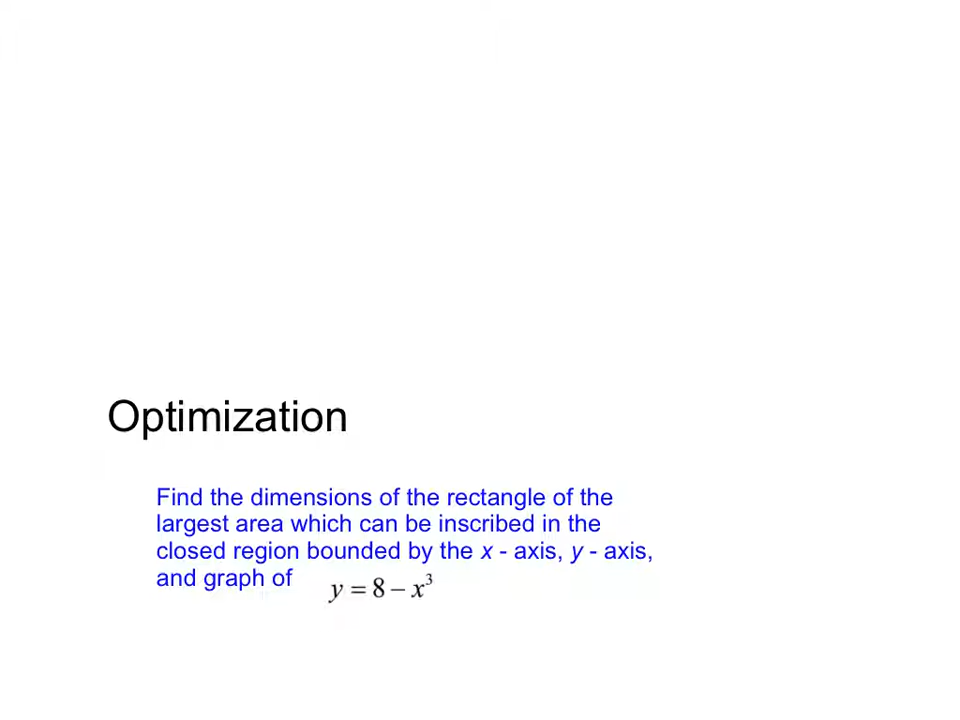 Optimization
Find the dimensions of the rectangle of the
largest area which can be inscribed in the
closed region bounded by the x - axis, y - axis,
and graph of y = 8 – x³